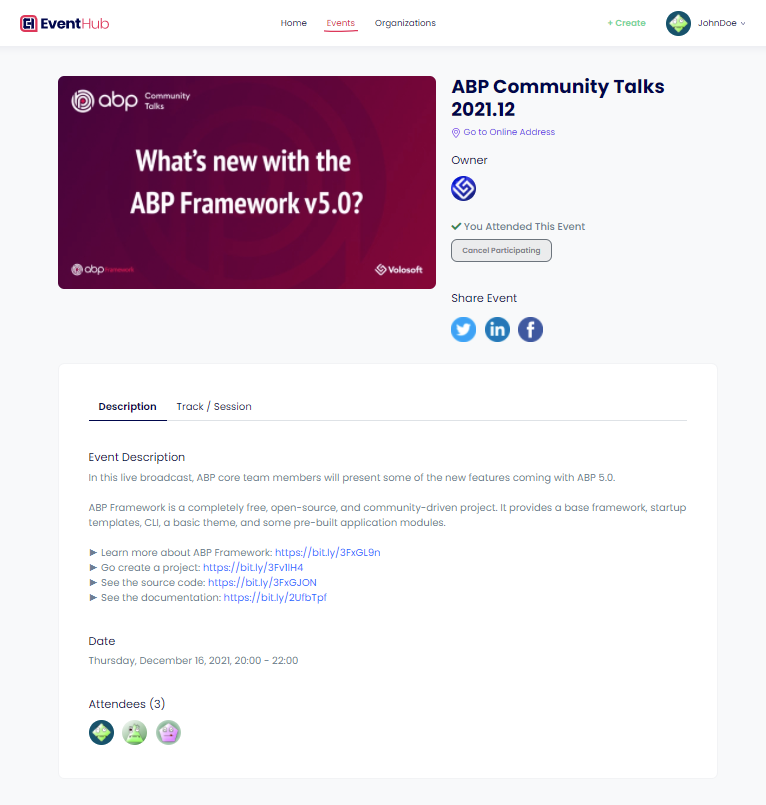 EventHub
Home
Events
Organizations
+ Create
JohnDoe
abp Community
Talks
What's new with the
ABP Framework v5.0?
abp framework
Volosoft
ABP Community Talks
2021.12
Go to Online Address
Owner
You Attended This Event
Cancel Participating
Share Event
Description
Track / Session
Event Description
In this live broadcast, ABP core team members will present some of the new features coming with ABP 5.0.
ABP Framework is a completely free, open-source, and community-driven project. It provides a base framework, startup
templates, CLI, a basic theme, and some pre-built application modules.
► Learn more about ABP Framework: https://bit.ly/3FxGL9n
► Go create a project: https://bit.ly/3Fv1lH4
► See the source code: https://bit.ly/3FxGJON
► See the documentation: https://bit.ly/2UfbTpf
Date
Thursday, December 16, 2021, 20:00 - 22:00
Attendees (3)